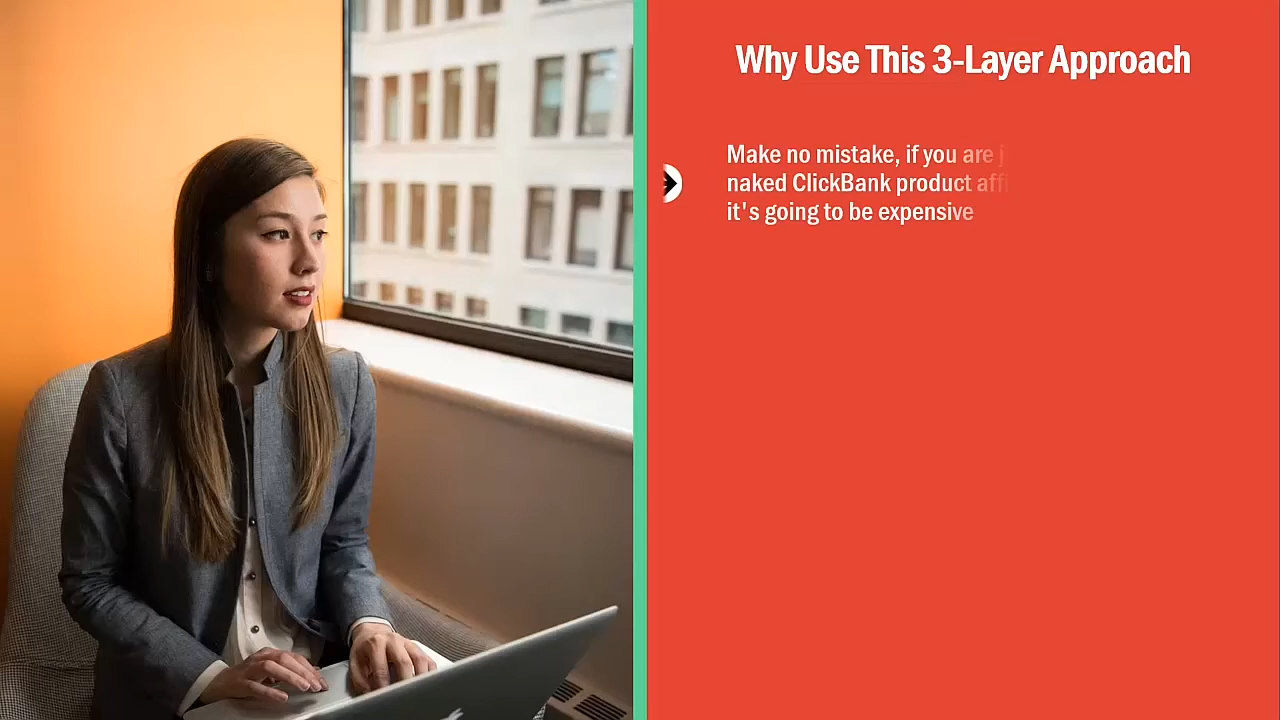 Why Use This 3-Layer Approach
Make no mistake, if you are
naked ClickBank product
it's going to be expensive